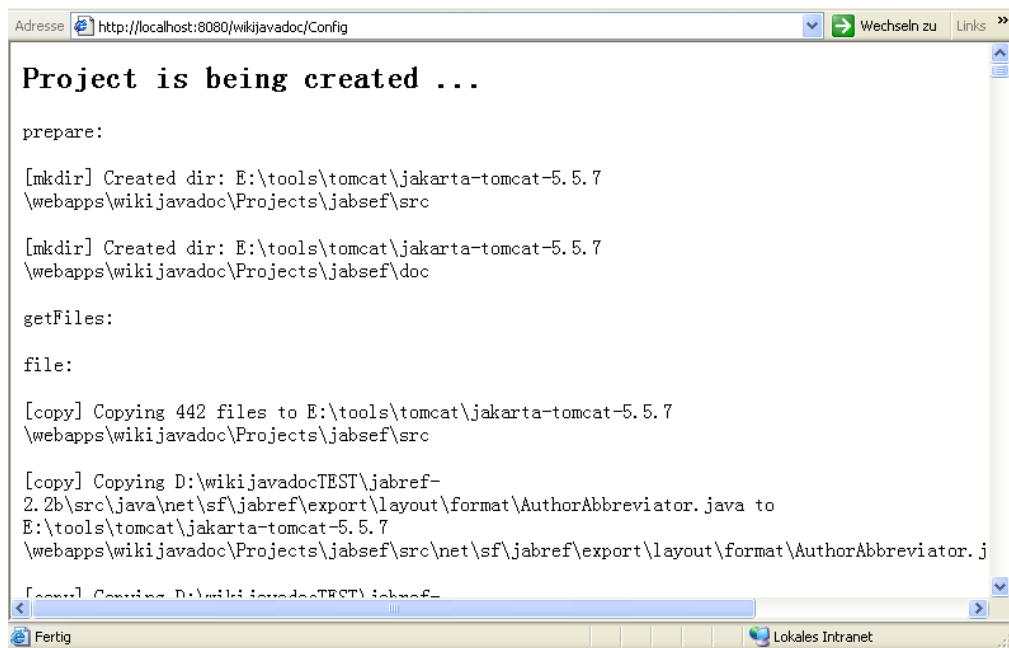 Adresse http://localhost:8080/wikijavadoc/Config Wechseln zu Links »
Project is being created ...
prepare:
[mkdir] Created dir: E:\tools\tomcat\jakarta-tomcat-5.5.7
\webapps\wikijavadoc\Projects\jabsef\src
[mkdir] Created dir: E:\tools\tomcat\jakarta-tomcat-5.5.7
\webapps\wikijavadoc\Projects\jabsef\doc
getFiles:
file:
[copy] Copying 442 files to E:\tools\tomcat\jakarta-tomcat-5.5.7
\webapps\wikijavadoc\Projects\jabsef\src
[copy] Copying D:\wikijavadocTEST\jabref-
2.2b\src\java\net\sf\jabref\export\layout\format\AuthorAbbreviator.java to
E:\tools\tomcat\jakarta-tomcat-5.5.7
\webapps\wikijavadoc\Projects\jabsef\src\net\sf\jabref\export\layout\format\AuthorAbbreviator.j
[copy] Copying D:\wikijavadocTEST\jabref-
Fertig Lokales Intranet